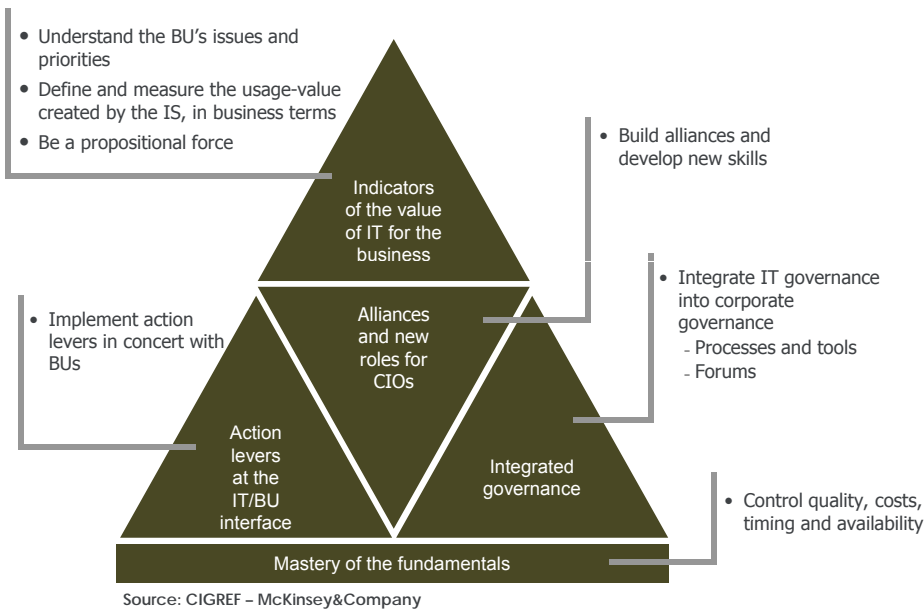 • Understand the BU's issues and
priorities
• Define and measure the usage-value
created by the IS, in business terms
• Be a propositional force
• Build alliances and
develop new skills
Indicators
of the value
of IT for the
business
• Integrate IT governance
into corporate
governance
- Processes and tools
- Forums
• Implement action
levers in concert with
BUs
Alliances
and new
roles for
CIOs
Action
levers
at the
IT/BU
interface
Integrated
governance
• Control quality, costs,
timing and availability
Mastery of the fundamentals
Source: CIGREF – McKinsey&Company